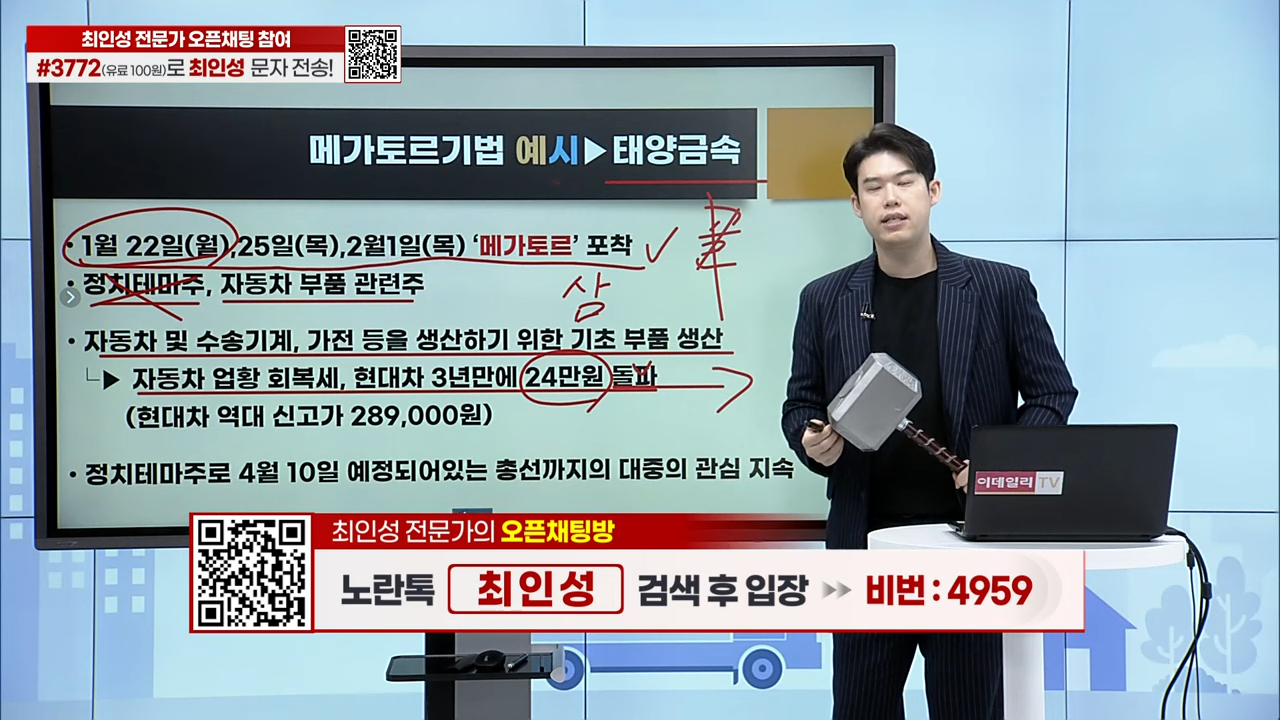 최인성 전문가 오픈채팅 참여
#3772(유료 100원)로 최인성 문자 전송!
메가토르기법 예시▶태양금속
• 1월 22일(월),25일(목),2월1일(목) ‘메가토르’ 포착
• 정치테마주, 자동차 부품 관련주
삼
車
• 자동차 및 수송기계, 가전 등을 생산하기 위한 기초 부품 생산
└▶ 자동차 업황 회복세, 현대차 3년만에 24만원 돌파
(현대차 역대 신고가 289,000원)
• 정치테마주로 4월 10일 예정되어있는 총선까지의 대중의 관심 지속
이데일리TV
최인성 전문가의 오픈채팅방
노란톡 최인성 검색 후 입장 ▶▶ 비번 : 4959